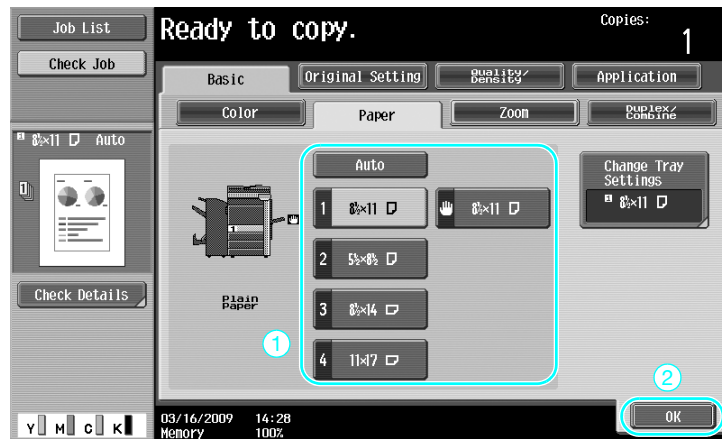 Job List
Ready to copy.
Copies:
1
Check Job
Basic
Original Setting
Quality/
Density
Application
Color
Paper
Zoom
Duplex/
Combine
1 8½×11 Auto
Auto
Change Tray
Settings
1 8½×11
1 8½×11
8½×11
1
2 5½×8½
Check Details
Plain
Paper
3 8½×14
1
4 11×17
2
OK
Y M C K
03/16/2009 14:28
Memory 100%